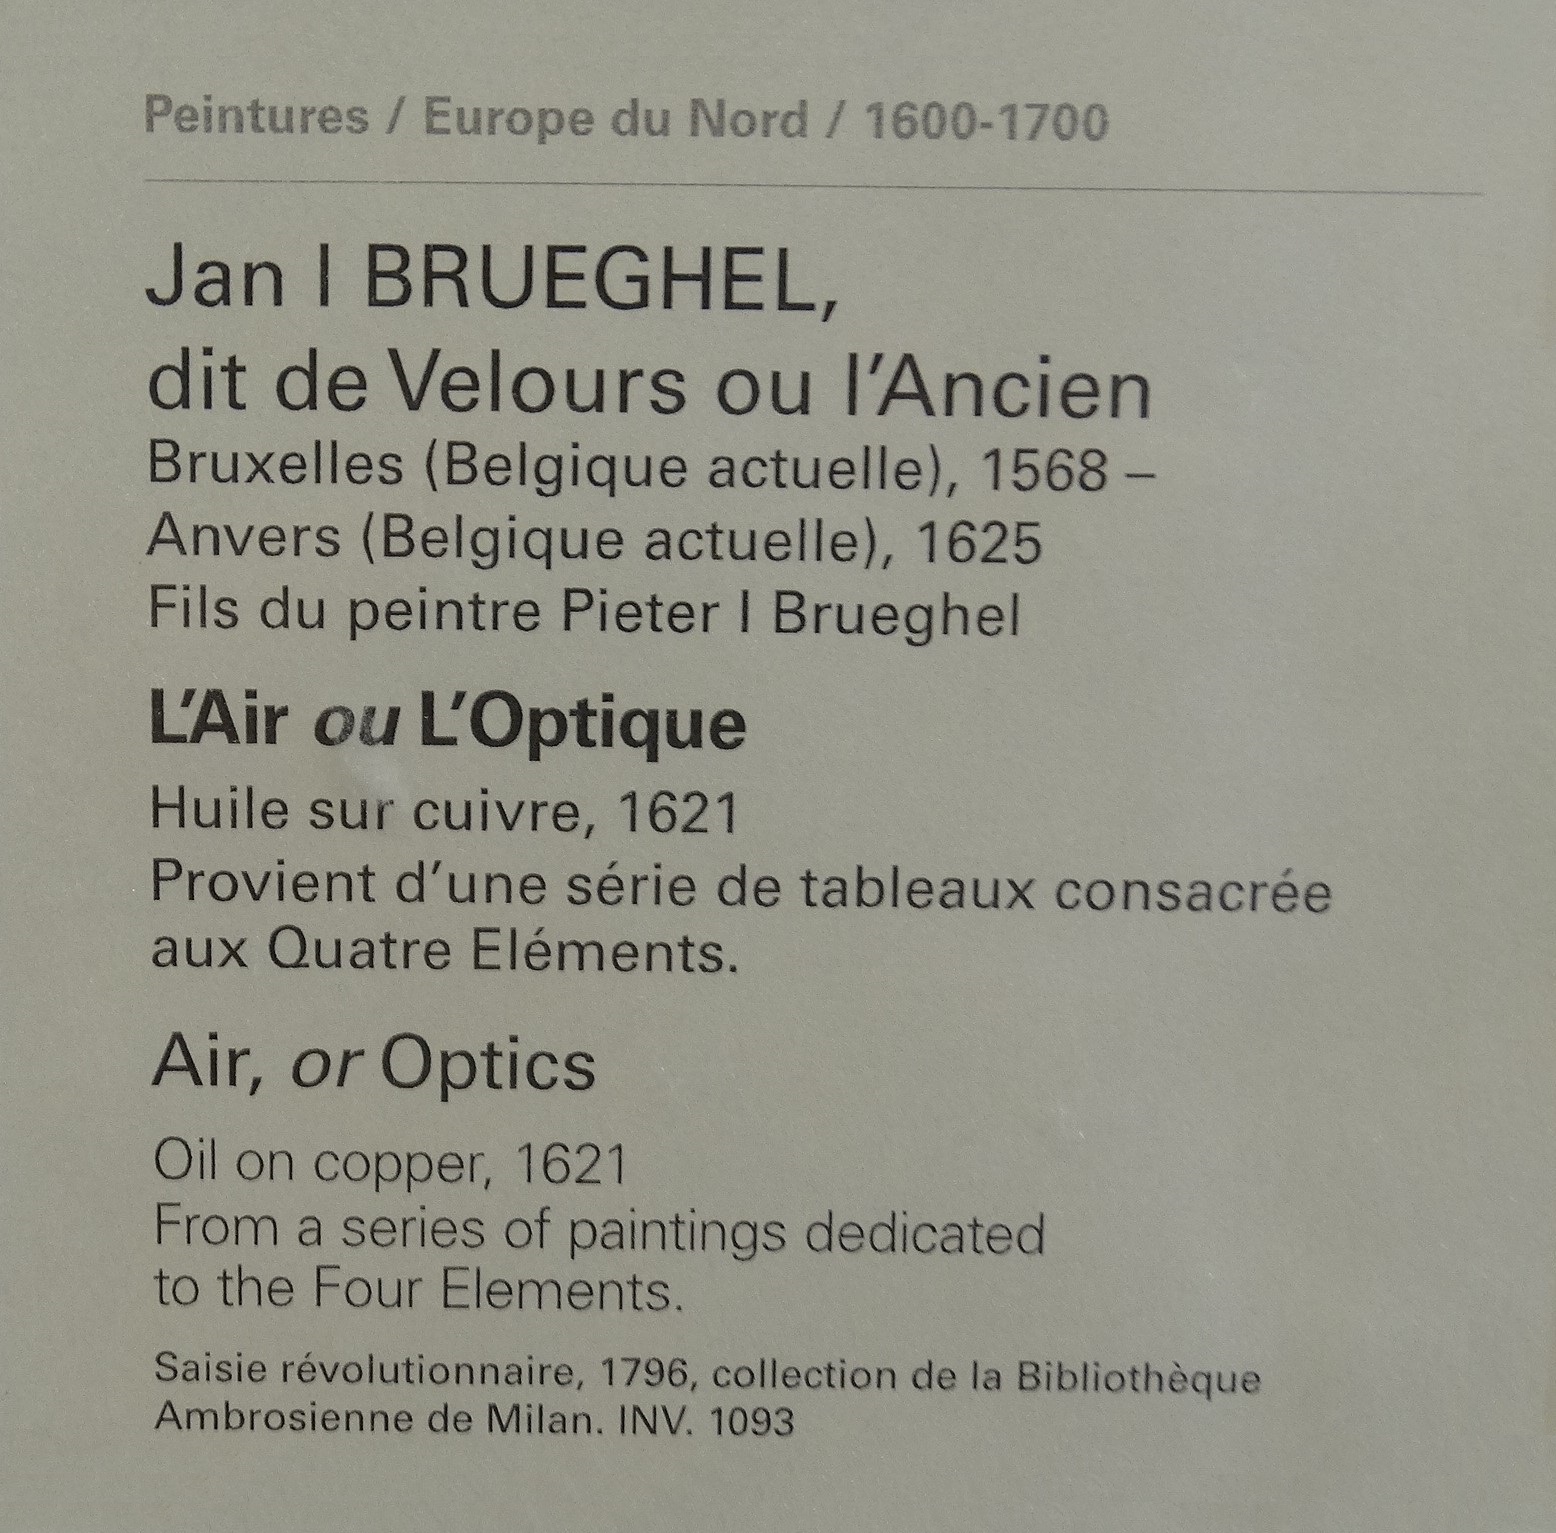 Peintures / Europe du Nord / 1600-1700
Jan I BRUEGHEL,
dit de Velours ou l’Ancien
Bruxelles (Belgique actuelle), 1568 –
Anvers (Belgique actuelle), 1625
Fils du peintre Pieter I Brueghel
L’Air ou L’Optique
Huile sur cuivre, 1621
Provient d’une série de tableaux consacrée
aux Quatre Eléments.
Air, or Optics
Oil on copper, 1621
From a series of paintings dedicated
to the Four Elements.
Saisie révolutionnaire, 1796, collection de la Bibliothèque
Ambrosienne de Milan. INV. 1093